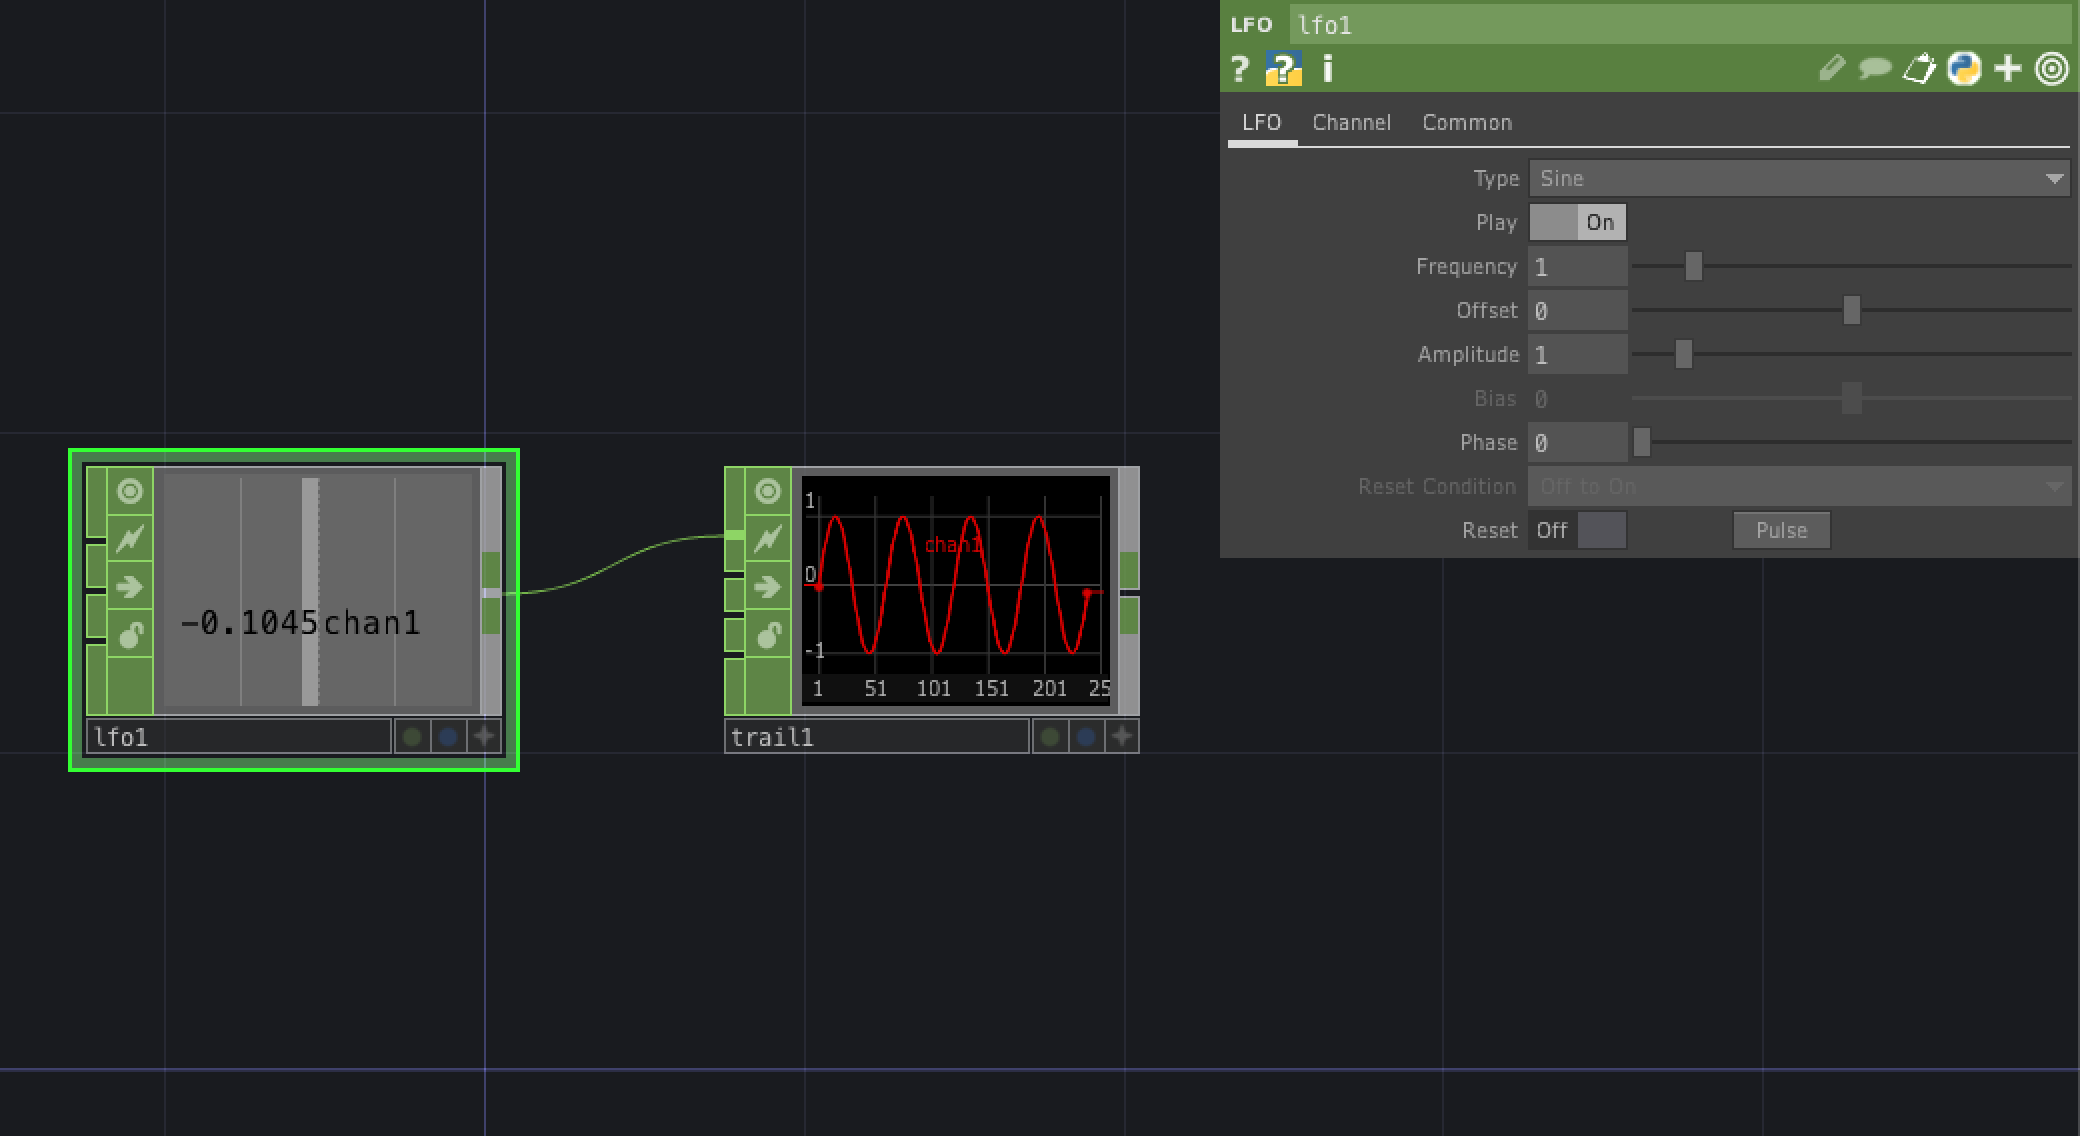 LFO lfo1
? ? i
LFO Channel Common
Type Sine
Play On
Frequency 1
Offset 0
Amplitude 1
Bias 0
Phase 0
Reset Condition Off to On
Reset Off Pulse
-0.1045 chan1
lfo1
1
chan1
0
-1
1 51 101 151 201 25
trail1